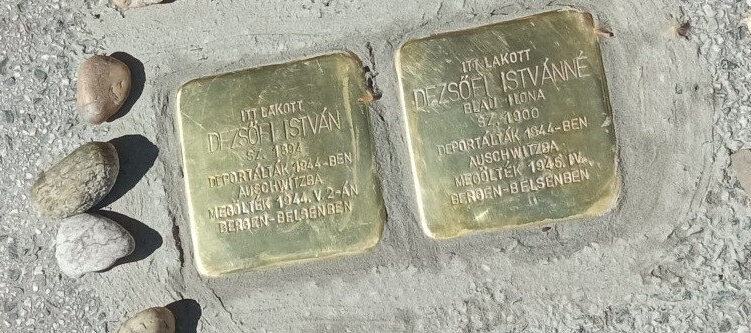 ITT LAKOTT
DEZSŐFI ISTVÁN
SZ. 1894
DEPORTÁLTÁK 1944-BEN
AUSCHWITZBA
MEGÖLTÉK 1944. V. 2-ÁN
BERGEN-BELSENBEN
ITT LAKOTT
DEZSŐFI ISTVÁNNÉ
BLAU ILONA
SZ. 1900
DEPORTÁLTÁK 1944-BEN
AUSCHWITZBA
MEGÖLTÉK 1945. IV.
BERGEN-BELSENBEN